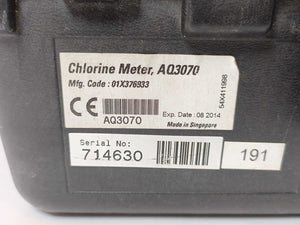 Chlorine Meter, AQ3070
Mfg. Code : 01X376933
CE
AQ3070
Exp. Date : 08 2014
Made in Singapore
54X411998
Serial No:
714630
191